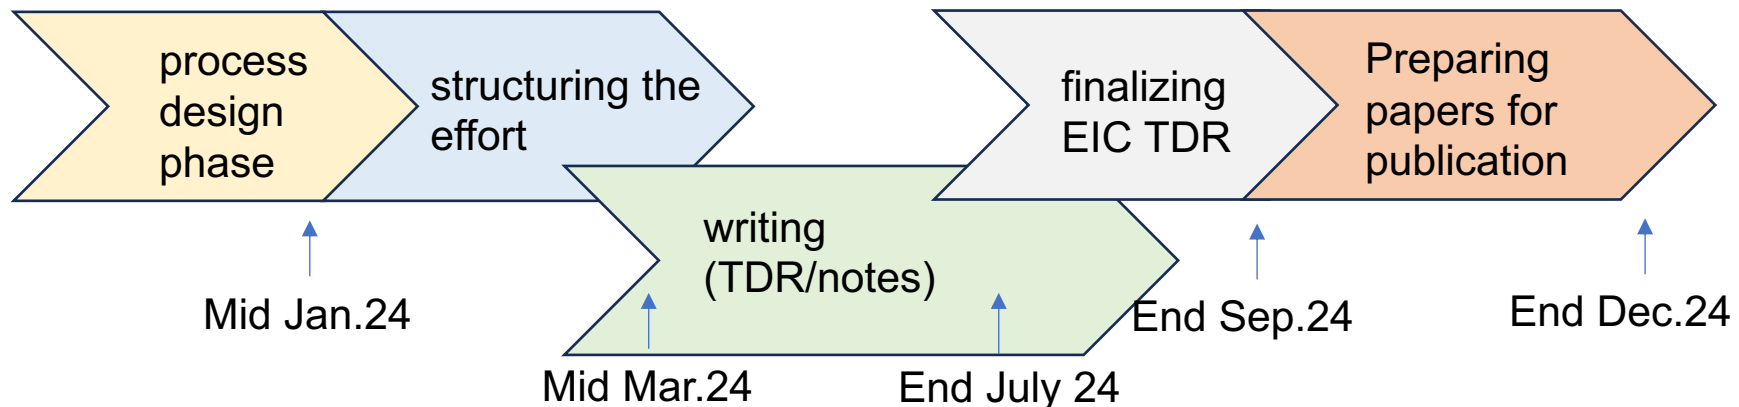 process
design
phase
structuring the
effort
writing
(TDR/notes)
finalizing
EIC TDR
Preparing
papers for
publication
Mid Jan.24
Mid Mar.24
End July 24
End Sep.24
End Dec.24